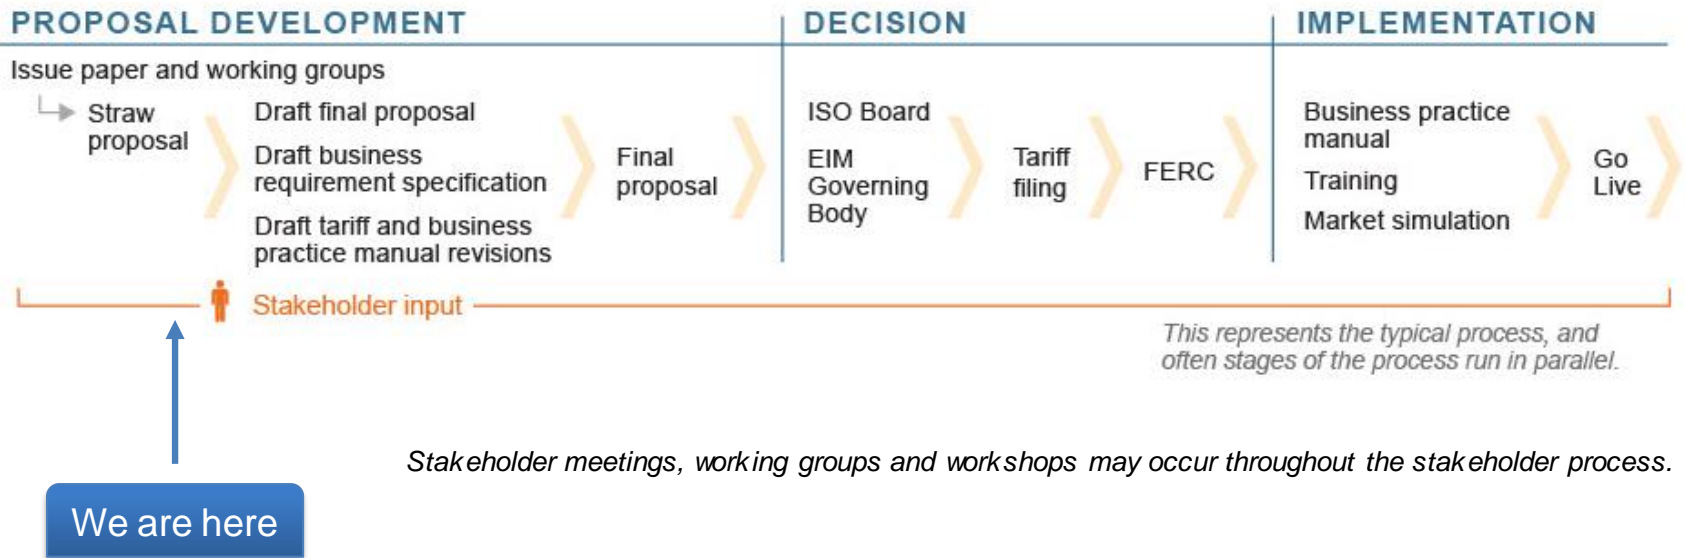 PROPOSAL DEVELOPMENT
DECISION
IMPLEMENTATION
Issue paper and working groups
Straw
proposal
Draft final proposal
Draft business
requirement specification
Draft tariff and business
practice manual revisions
Final
proposal
ISO Board
EIM
Governing
Body
Tariff
filing
FERC
Business practice
manual
Training
Market simulation
Go
Live
Stakeholder input
This represents the typical process, and
often stages of the process run in parallel.
Stakeholder meetings, working groups and workshops may occur throughout the stakeholder process.
We are here